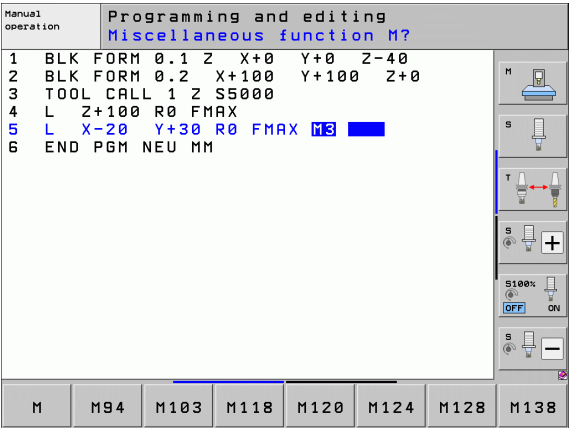 Manual
operation
Programming and editing
Miscellaneous function M?
1 BLK FORM 0.1 Z X+0 Y+0 Z-40
2 BLK FORM 0.2 X+100 Y+100 Z+0
3 TOOL CALL 1 Z S5000
4 L Z+100 R0 FMAX
5 L X-20 Y+30 R0 FMAX M3
6 END PGM NEU MM
M
S
T
S
+
S100%
OFF ON
S
−
M M94 M103 M118 M120 M124 M128 M138